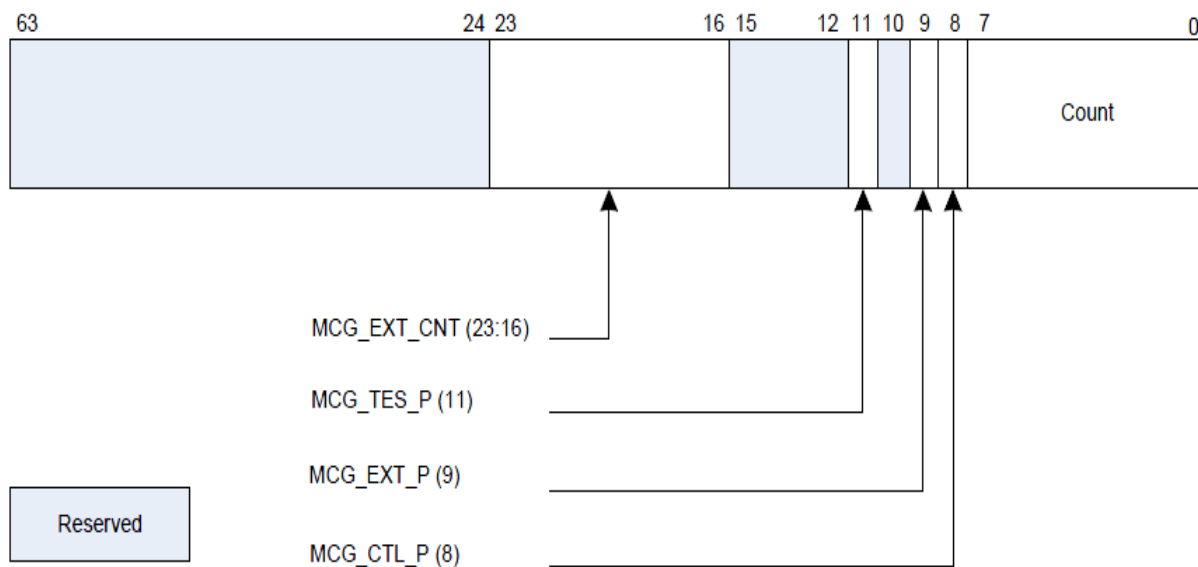 63 24 23 16 15 12 11 10 9 8 7 0
Count
MCG_EXT_CNT (23:16)
MCG_TES_P (11)
MCG_EXT_P (9)
Reserved
MCG_CTL_P (8)